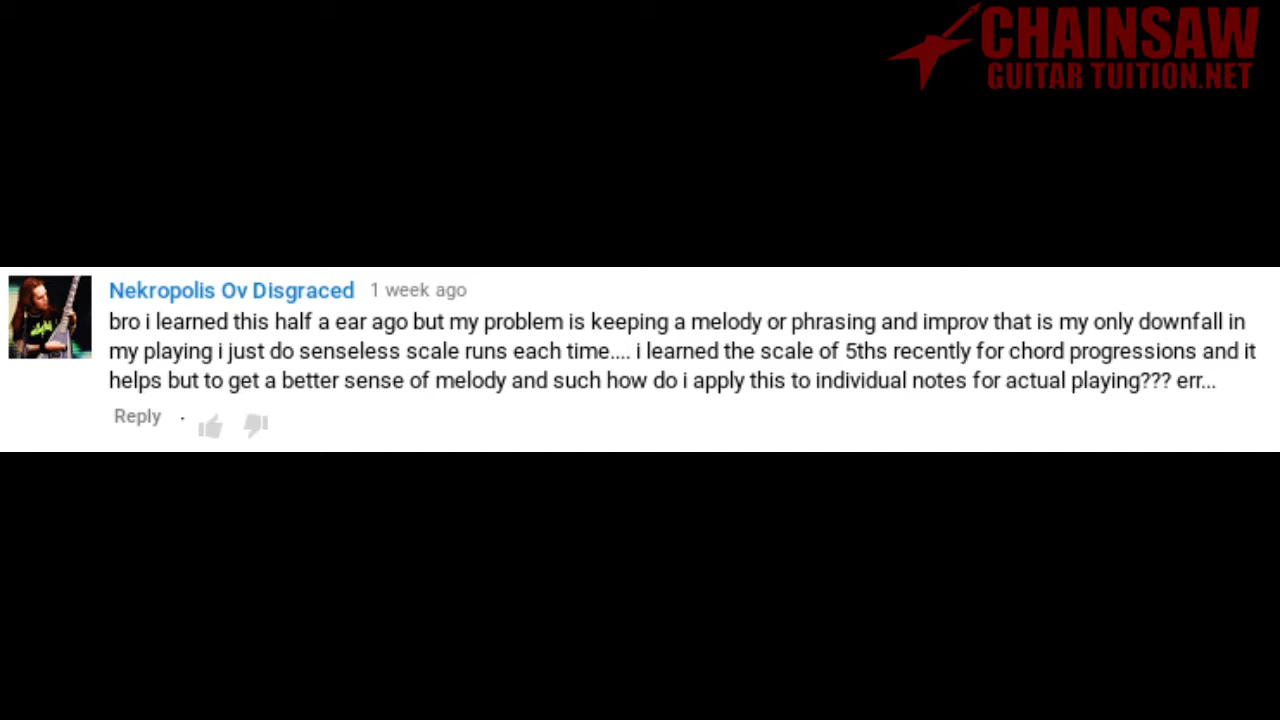 CHAINSAW
GUITAR TUITION.NET
Nekropolis Ov Disgraced 1 week ago
bro i learned this half a ear ago but my problem is keeping a melody or phrasing and improv that is my only downfall in
my playing i just do senseless scale runs each time.... i learned the scale of 5ths recently for chord progressions and it
helps but to get a better sense of melody and such how do i apply this to individual notes for actual playing??? err...
Reply ·